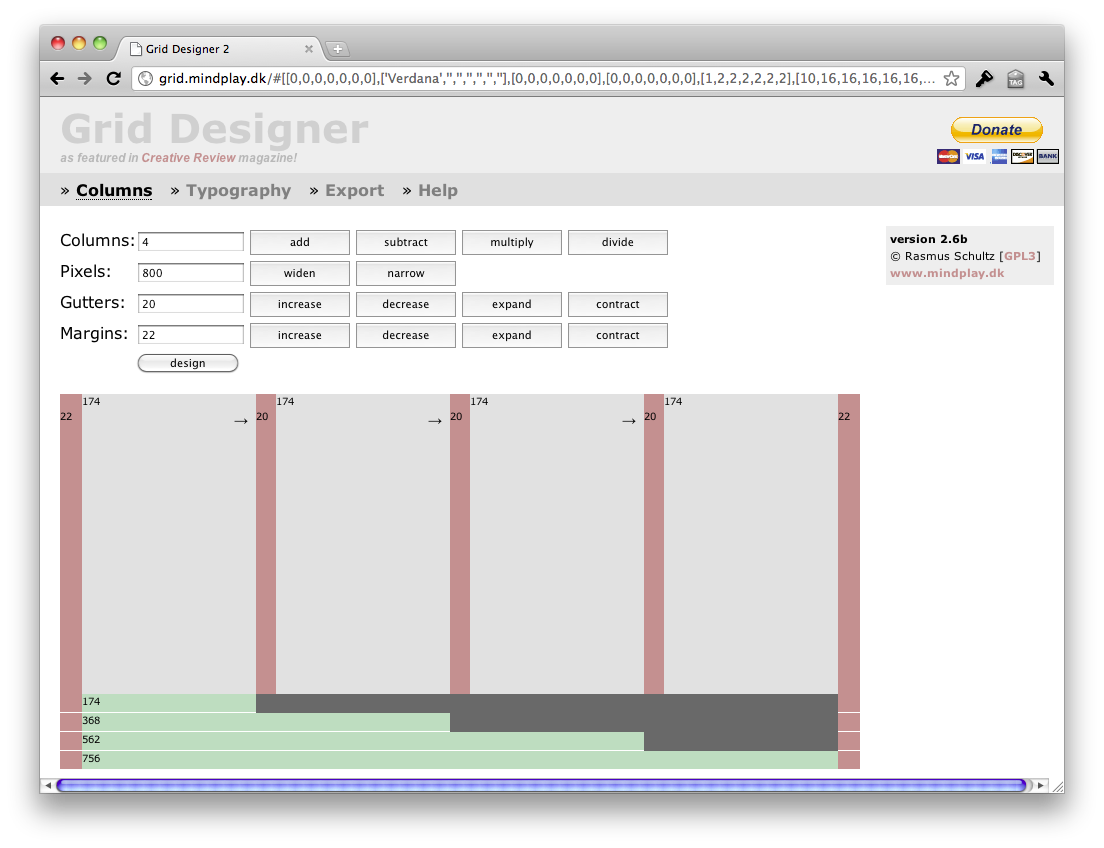 Grid Designer 2
grid.mindplay.dk/#[[0,0,0,0,0,0,0],['Verdana','','','','','',''],[0,0,0,0,0,0,0],[0,0,0,0,0,0,0],[1,2,2,2,2,2,2],[10,16,16,16,16,16,...
TAG
Grid Designer
as featured in Creative Review magazine!
Donate
MasterCard VISA DISCOVER BANK
» Columns » Typography » Export » Help
Columns: 4 add subtract multiply divide
Pixels: 800 widen narrow
Gutters: 20 increase decrease expand contract
Margins: 22 increase decrease expand contract
design
version 2.6b
© Rasmus Schultz [GPL3]
www.mindplay.dk
174 174 174 174
22 → 20 → 20 → 20 22
174
368
562
756